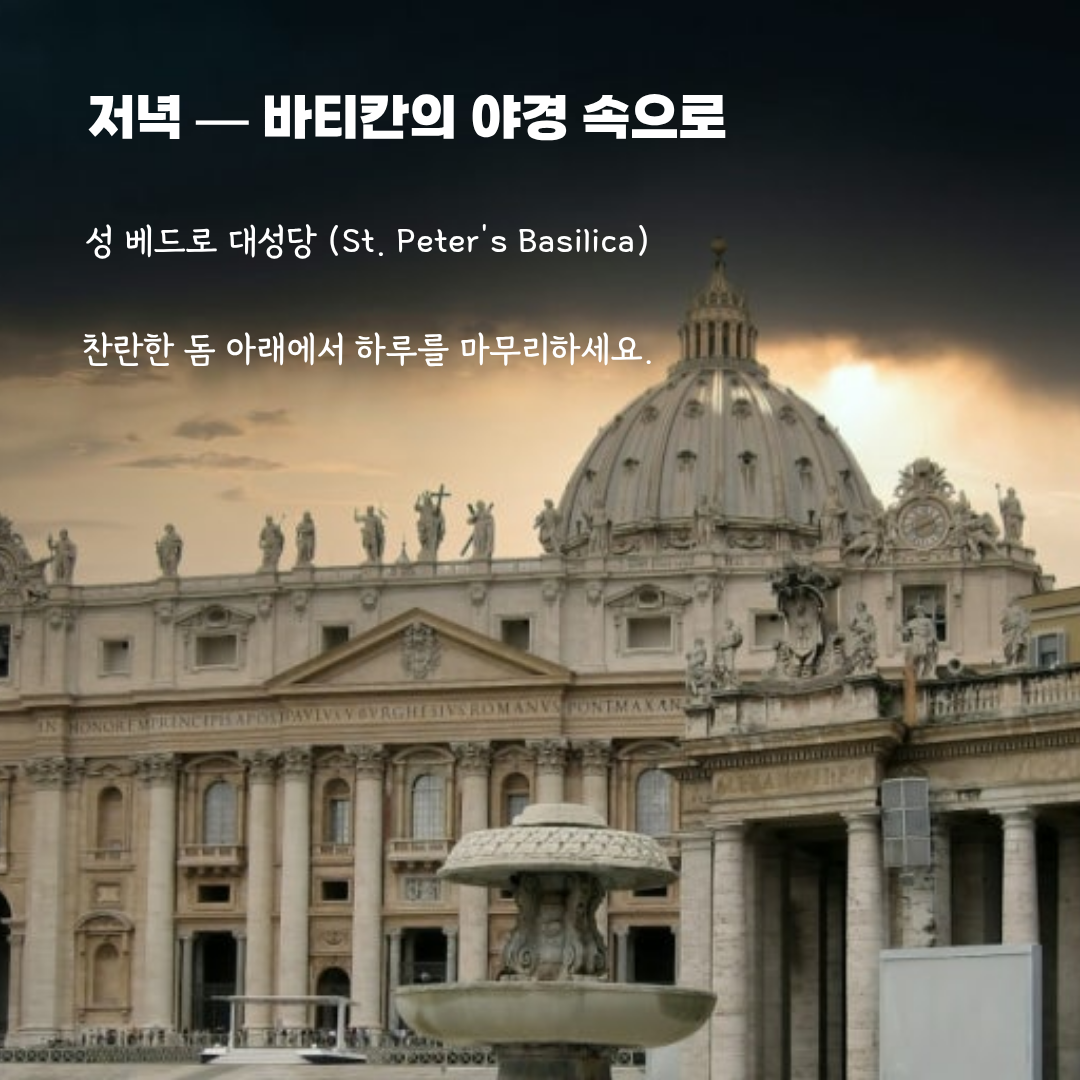 저녁 — 바티칸의 야경 속으로
성 베드로 대성당 (St. Peter's Basilica)
찬란한 돔 아래에서 하루를 마무리하세요.
IN HONOREM PRINCIPIS APOST PAVLVS V BVRGHESIVS ROMANVS PONT MAX AN